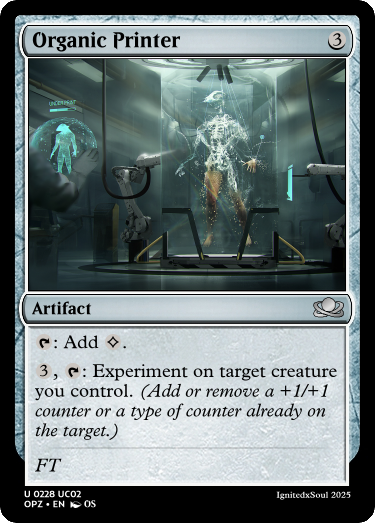 Organic Printer 3
Artifact
: Add .
3, : Experiment on target creature
you control. (Add or remove a +1/+1
counter or a type of counter already on
the target.)
FT
U 0228 UC02
OPZ • EN OS
IgnitedxSoul 2025